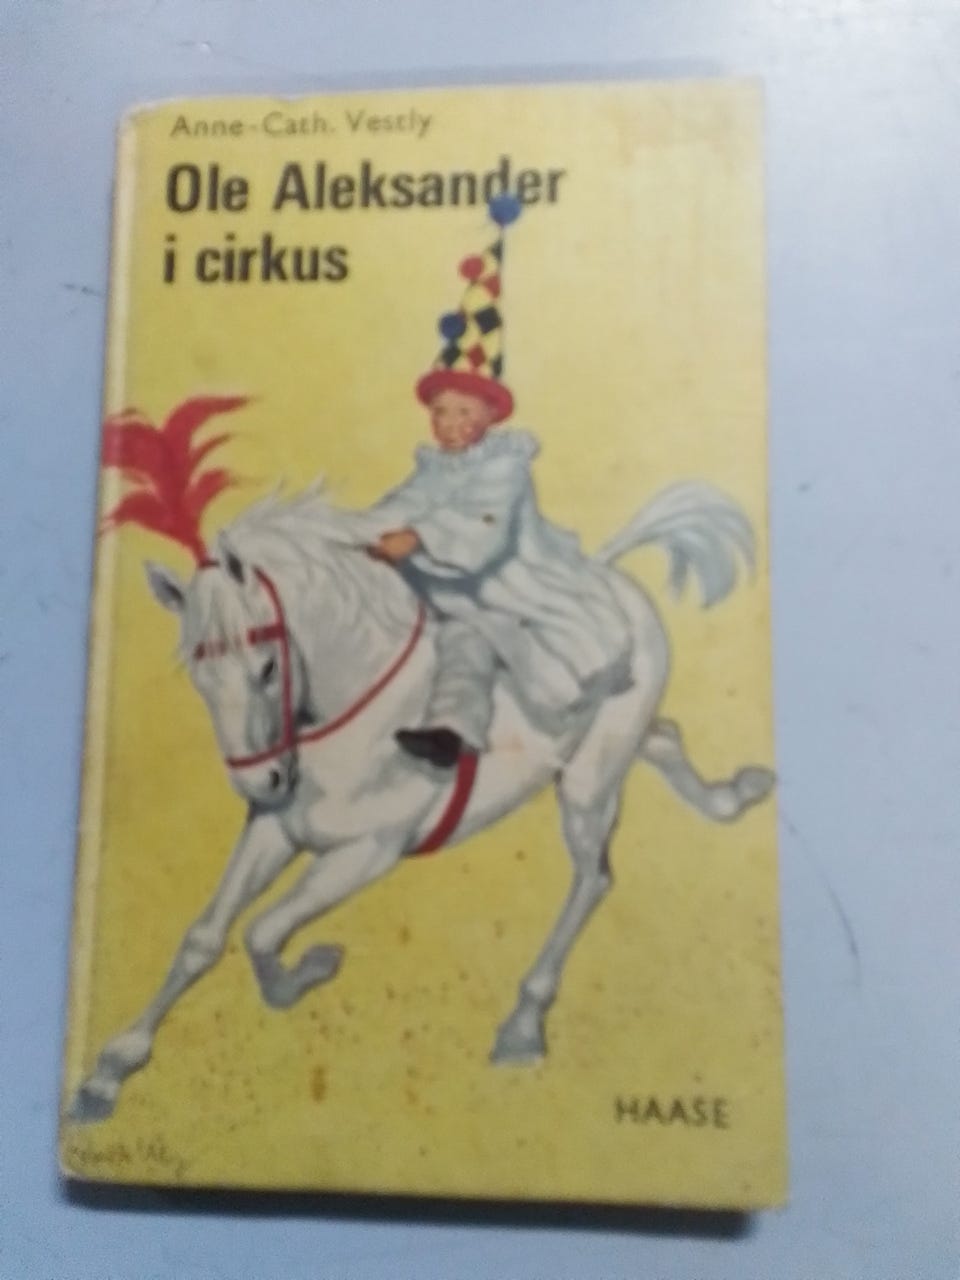 Anne-Cath. Vestly
Ole Aleksander
i cirkus
HAASE